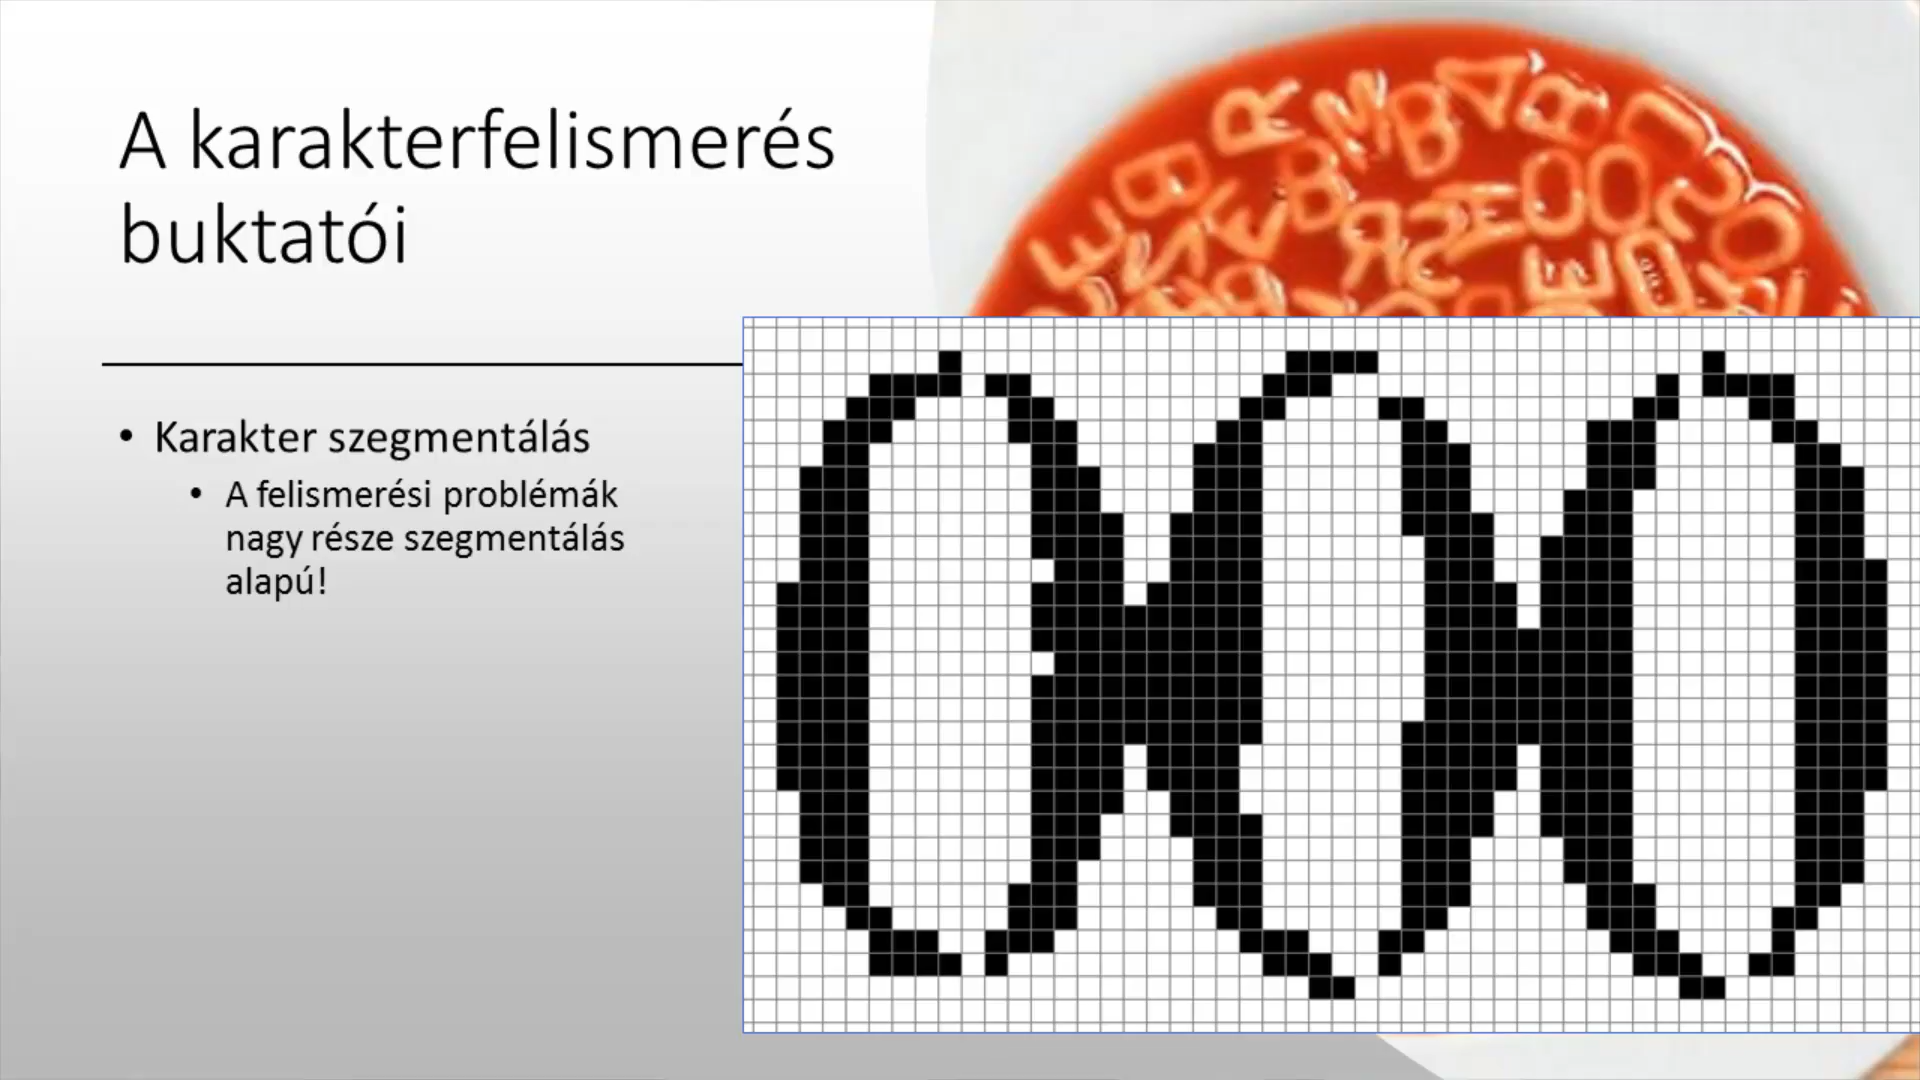 A karakterfelismerés
buktatói
• Karakter szegmentálás
• A felismerési problémák
nagy része szegmentálás
alapú!